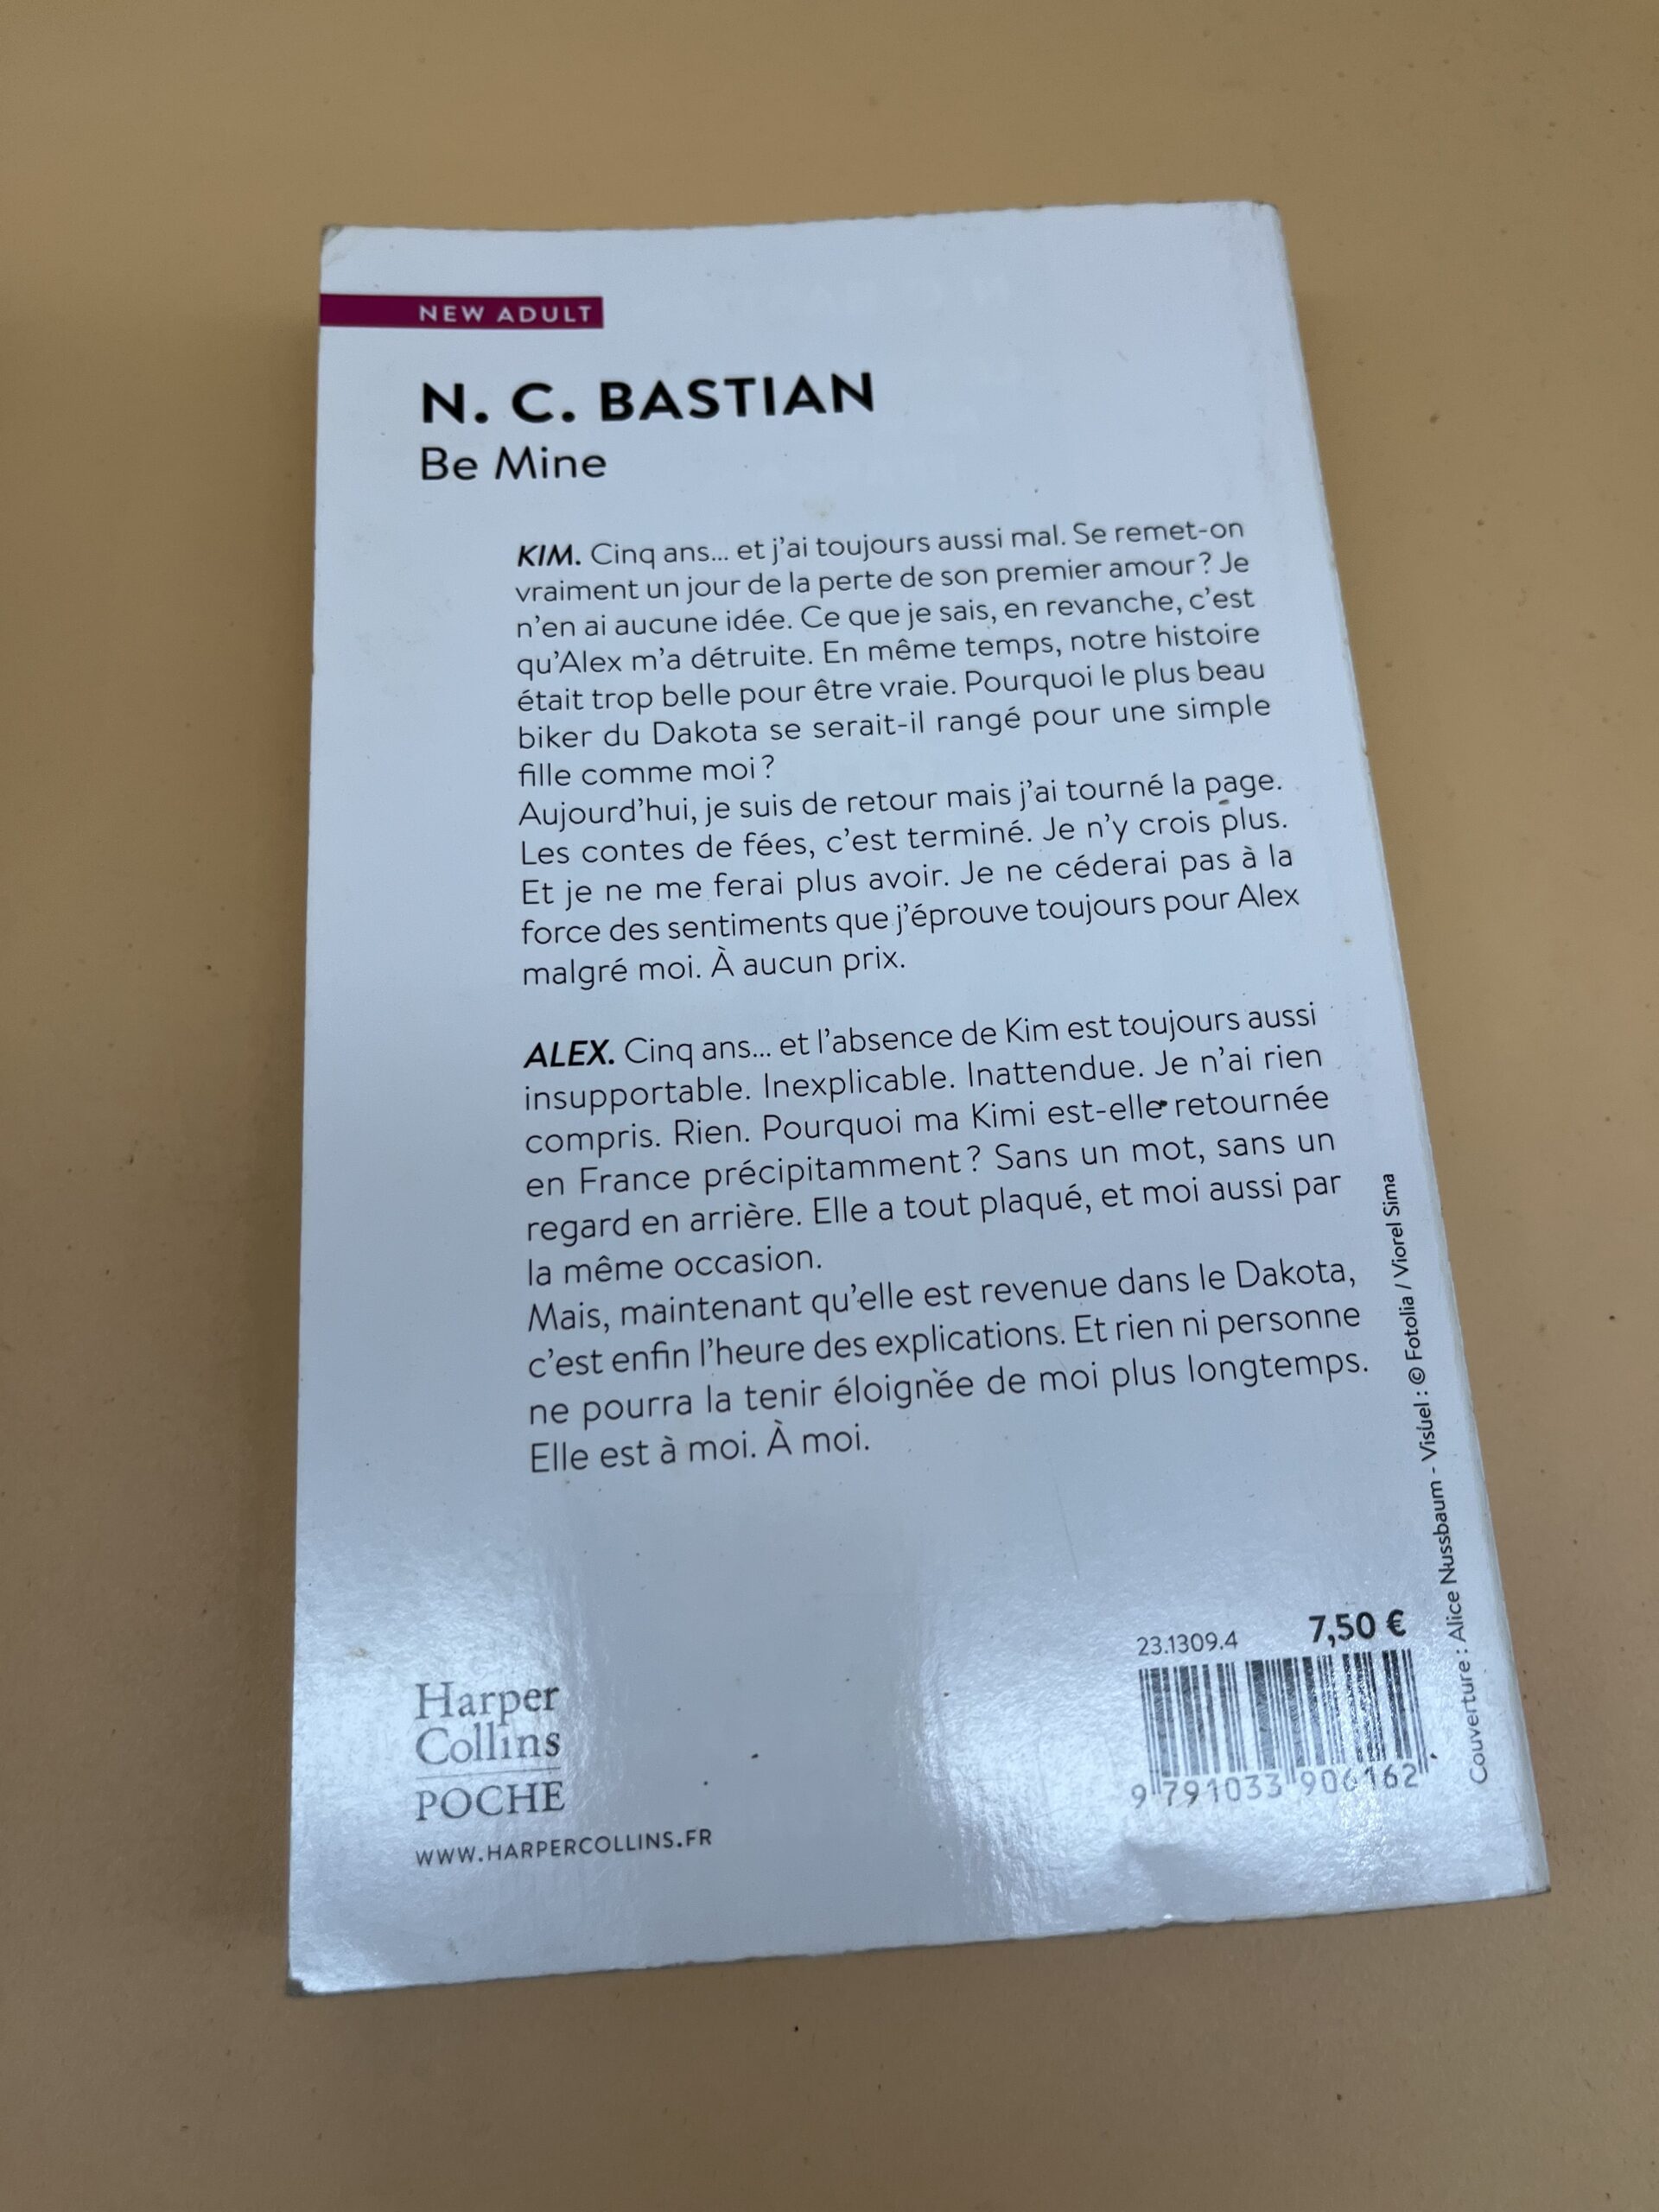 NEW ADULT
N. C. BASTIAN
Be Mine
KIM. Cinq ans... et j'ai toujours aussi mal. Se remet-on
vraiment un jour de la perte de son premier amour ? Je
n'en ai aucune idée. Ce que je sais, en revanche, c'est
qu'Alex m'a détruite. En même temps, notre histoire
était trop belle pour être vraie. Pourquoi le plus beau
biker du Dakota se serait-il rangé pour une simple
fille comme moi ?
Aujourd'hui, je suis de retour mais j'ai tourné la page.
Les contes de fées, c'est terminé. Je n'y crois plus.
Et je ne me ferai plus avoir. Je ne céderai pas à la
force des sentiments que j'éprouve toujours pour Alex
malgré moi. À aucun prix.
ALEX. Cinq ans... et l'absence de Kim est toujours aussi
insupportable. Inexplicable. Inattendue. Je n'ai rien
compris. Rien. Pourquoi ma Kimi est-elle retournée
en France précipitamment ? Sans un mot, sans un
regard en arrière. Elle a tout plaqué, et moi aussi par
la même occasion.
Mais, maintenant qu'elle est revenue dans le Dakota,
c'est enfin l'heure des explications. Et rien ni personne
ne pourra la tenir éloignée de moi plus longtemps.
Elle est à moi. À moi.
Couverture : Alice Nussbaum - Visuel : © Fotolia / Viorel Sima
23.1309.4
7,50 €
9 791033 906162
Harper
Collins
POCHE
WWW.HARPERCOLLINS.FR